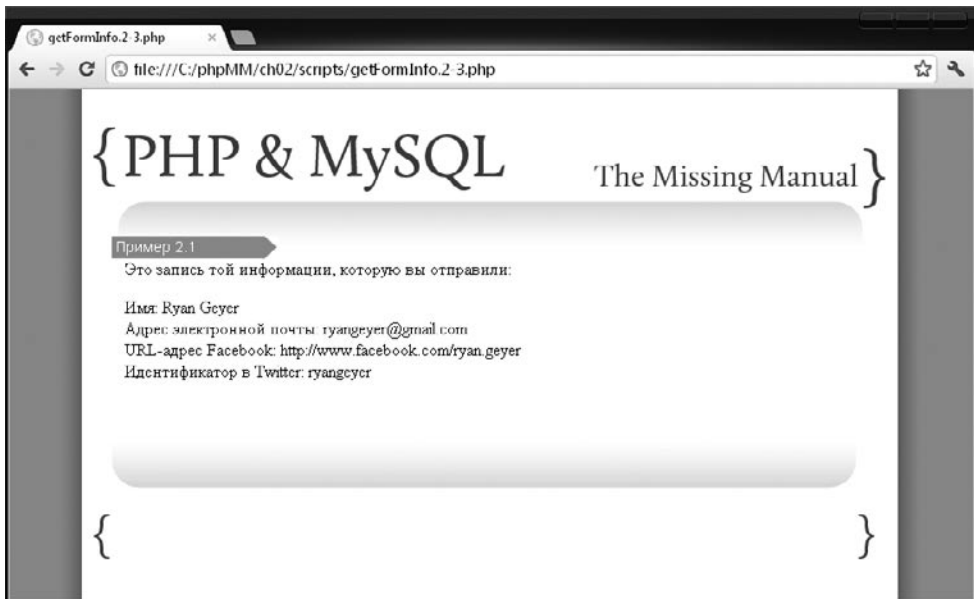 getFormInfo.2-3.php
file:///C:/phpMM/ch02/scripts/getFormInfo.2-3.php
{ PHP & MySQL The Missing Manual }
Пример 2.1
Это запись той информации, которую вы отправили:
Имя: Ryan Geyer
Адрес электронной почты: ryangeyer@gmail.com
URL-адрес Facebook: http://www.facebook.com/ryan.geyer
Идентификатор в Twitter: ryangeyer
{ }